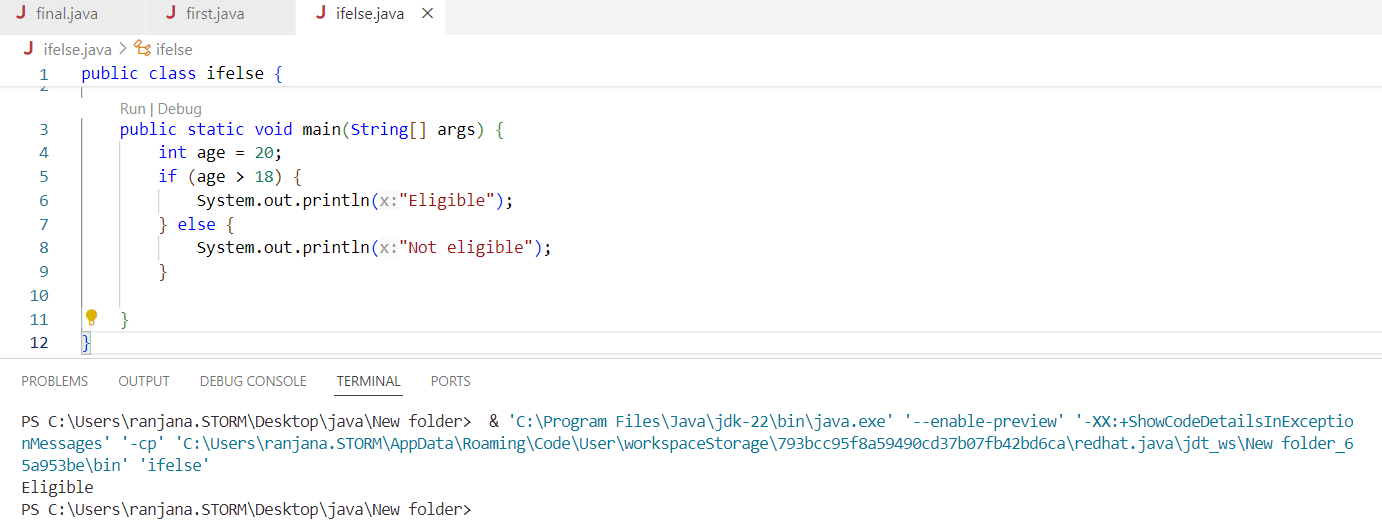 J final.java J first.java J ifelse.java ×
J ifelse.java > ifelse
1 public class ifelse {
2
Run | Debug
3 public static void main(String[] args) {
4 int age = 20;
5 if (age > 18) {
6 System.out.println(x:"Eligible");
7 } else {
8 System.out.println(x:"Not eligible");
9 }
10
11 }
12 }
PROBLEMS OUTPUT DEBUG CONSOLE TERMINAL PORTS
PS C:\Users\ranjana.STORM\Desktop\java\New folder>  & 'C:\Program Files\Java\jdk-22\bin\java.exe' '--enable-preview' '-XX:+ShowCodeDetailsInExceptio
nMessages' '-cp' 'C:\Users\ranjana.STORM\AppData\Roaming\Code\User\workspaceStorage\793bcc95f8a59490cd37b07fb42bd6ca\redhat.java\jdt_ws\New folder_6
5a953be\bin' 'ifelse'
Eligible
PS C:\Users\ranjana.STORM\Desktop\java\New folder>